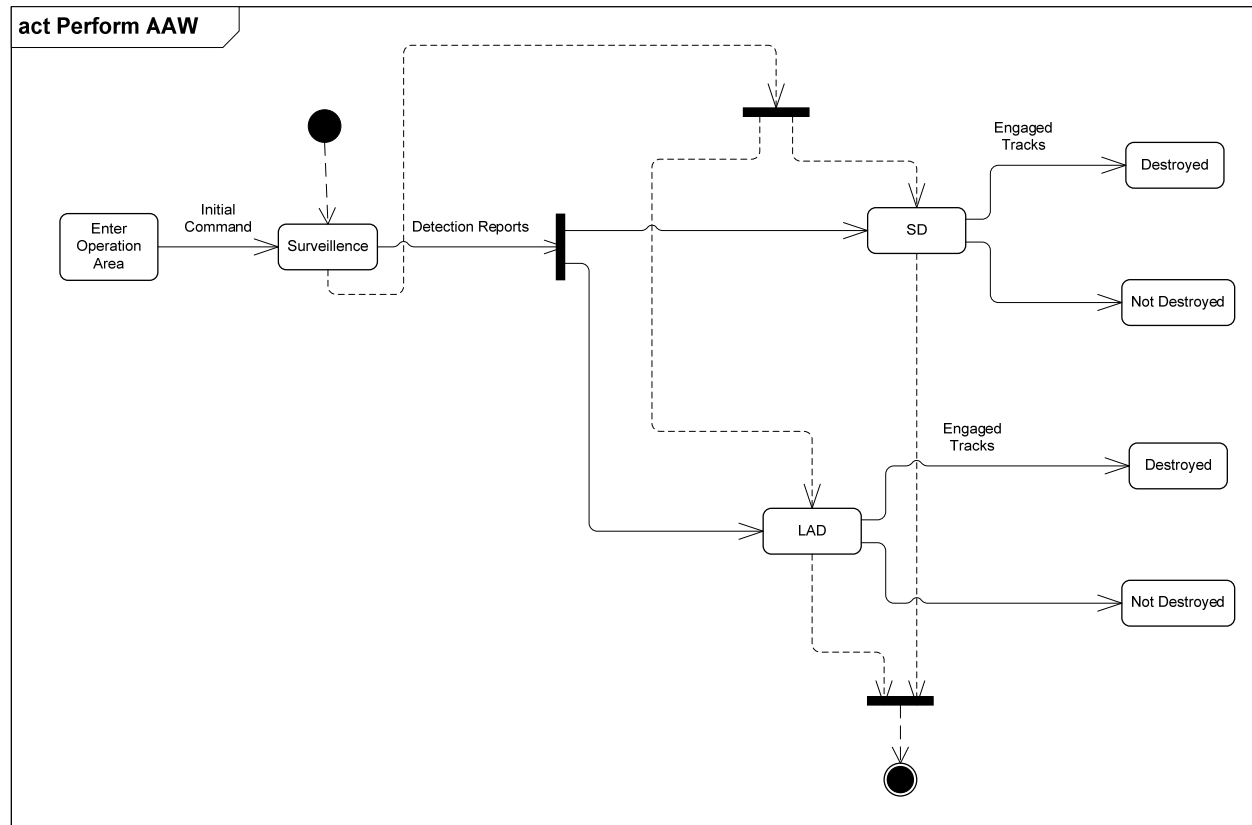 act Perform AAW
Engaged
Tracks
Destroyed
Initial
Command
Enter
Operation
Area
Surveillence
Detection Reports
SD
Not Destroyed
Engaged
Tracks
Destroyed
LAD
Not Destroyed